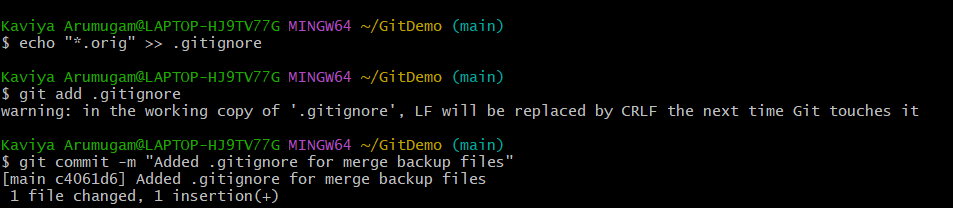 Kaviya Arumugam@LAPTOP-HJ9TV77G MINGW64 ~/GitDemo (main)
$ echo "*.orig" >> .gitignore
Kaviya Arumugam@LAPTOP-HJ9TV77G MINGW64 ~/GitDemo (main)
$ git add .gitignore
warning: in the working copy of '.gitignore', LF will be replaced by CRLF the next time Git touches it
Kaviya Arumugam@LAPTOP-HJ9TV77G MINGW64 ~/GitDemo (main)
$ git commit -m "Added .gitignore for merge backup files"
[main c4061d6] Added .gitignore for merge backup files
 1 file changed, 1 insertion(+)